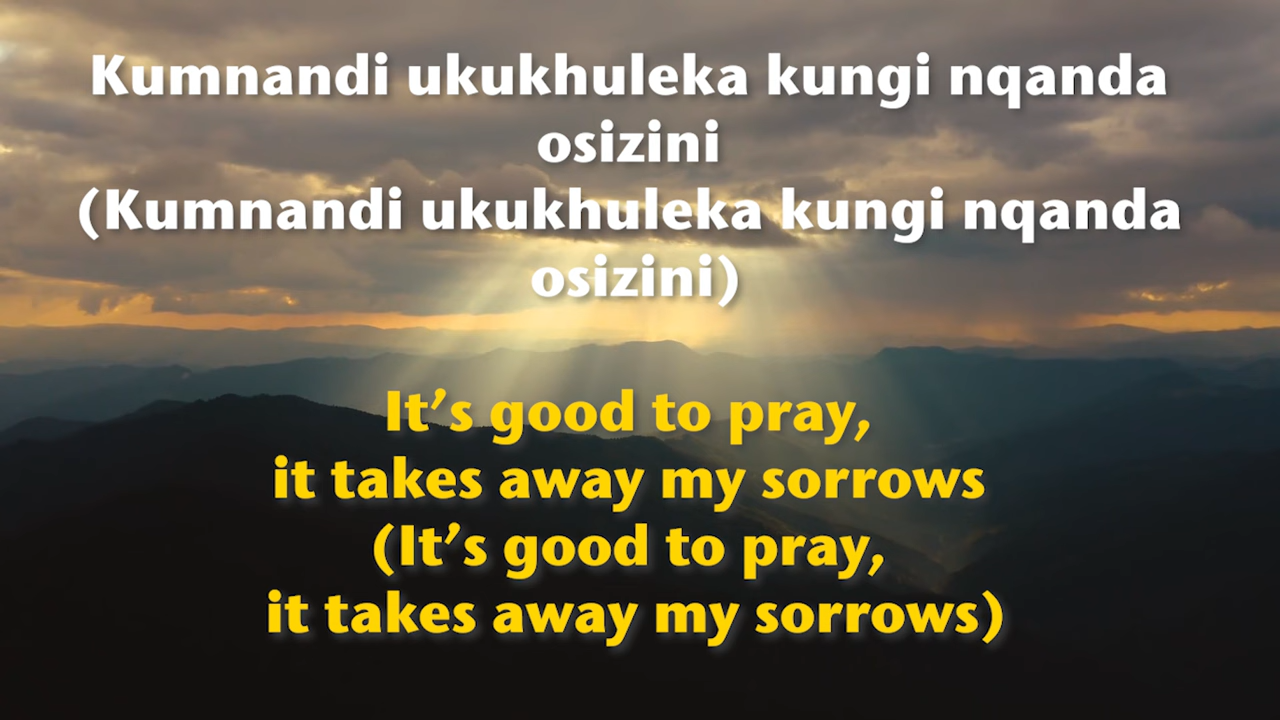 Kumnandi ukukhuleka kungi nqanda
osizini
(Kumnandi ukukhuleka kungi nqanda
osizini)
It's good to pray,
it takes away my sorrows
(It's good to pray,
it takes away my sorrows)